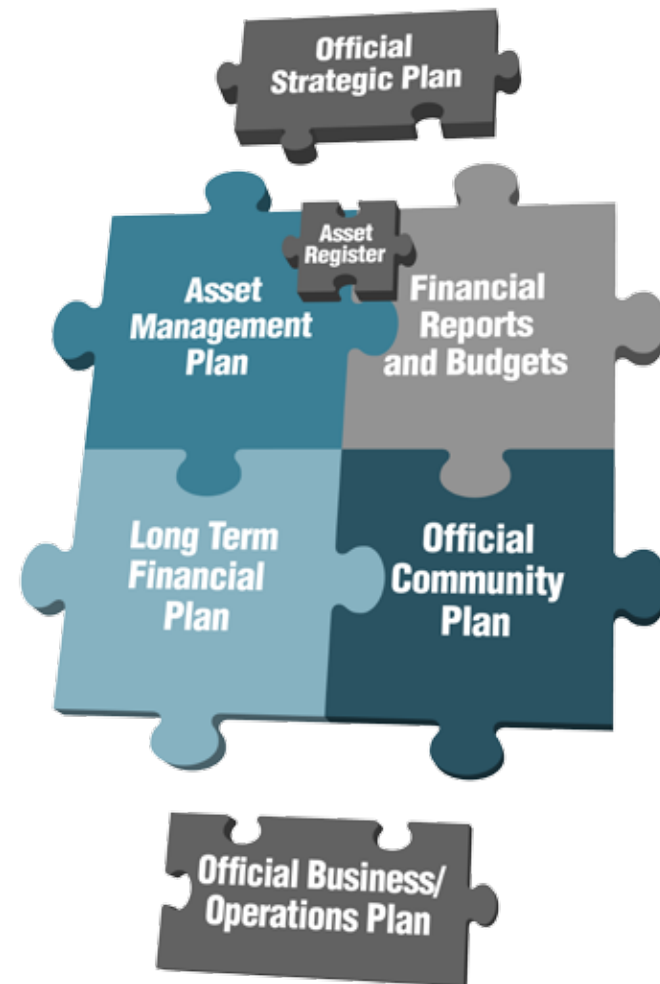 Official
Strategic Plan
Asset
Register
Asset
Management
Plan
Financial
Reports
and Budgets
Long Term
Financial
Plan
Official
Community
Plan
Official Business/
Operations Plan